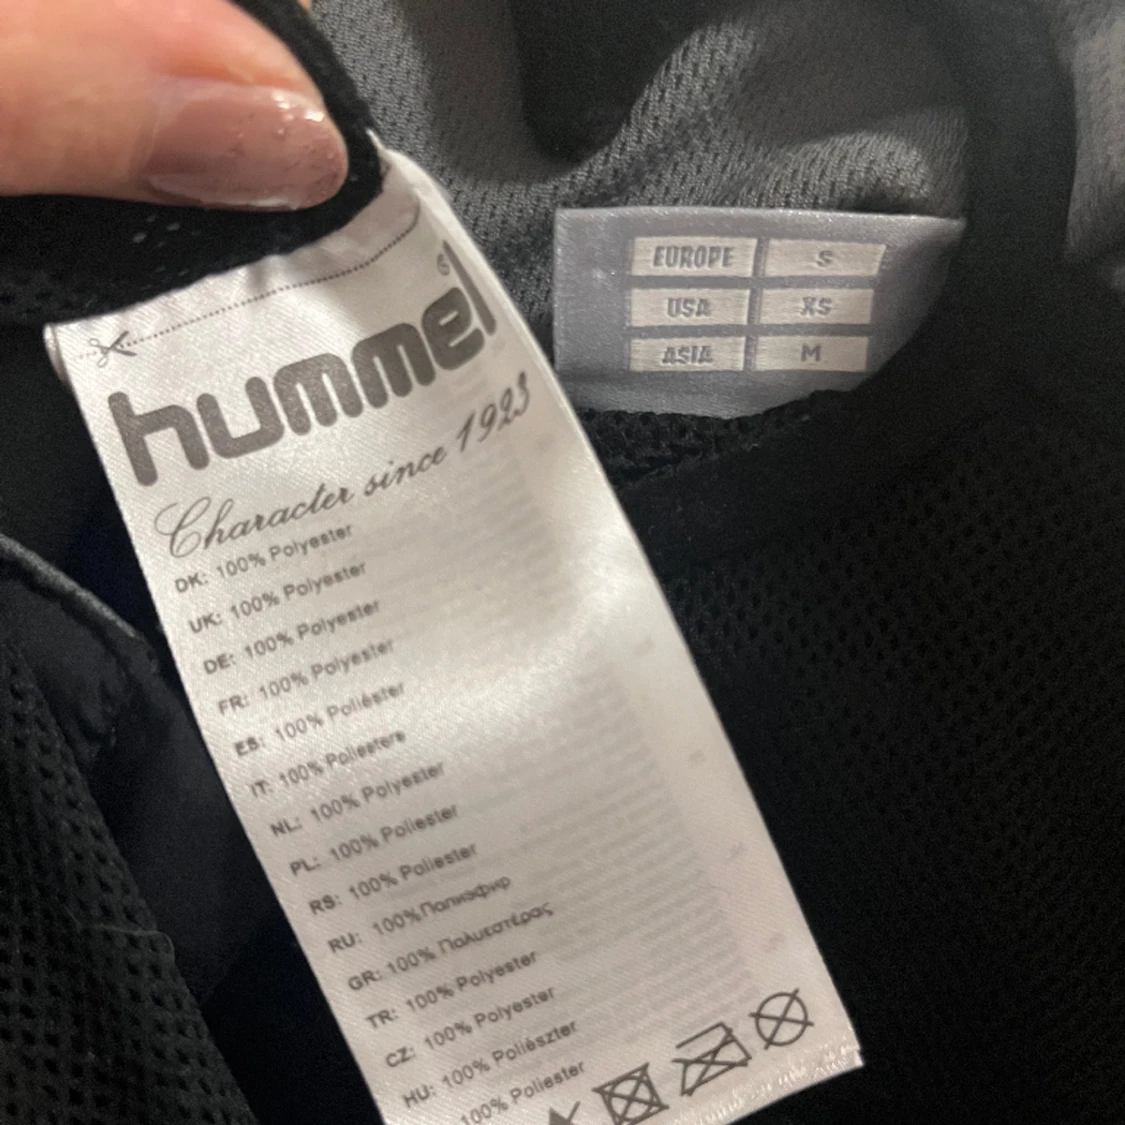 hummel®
Character since 1923
DK: 100% Polyester
UK: 100% Polyester
DE: 100% Polyester
FR: 100% Polyester
ES: 100% Poliéster
IT: 100% Poliestere
NL: 100% Polyester
PL: 100% Poliester
RS: 100% Poliester
RU: 100%Полиэфир
GR: 100% Πολυεστέρας
TR: 100% Polyester
CZ: 100% Polyester
HU: 100% Poliészter
100% Poliester
EUROPE S
USA XS
ASIA M